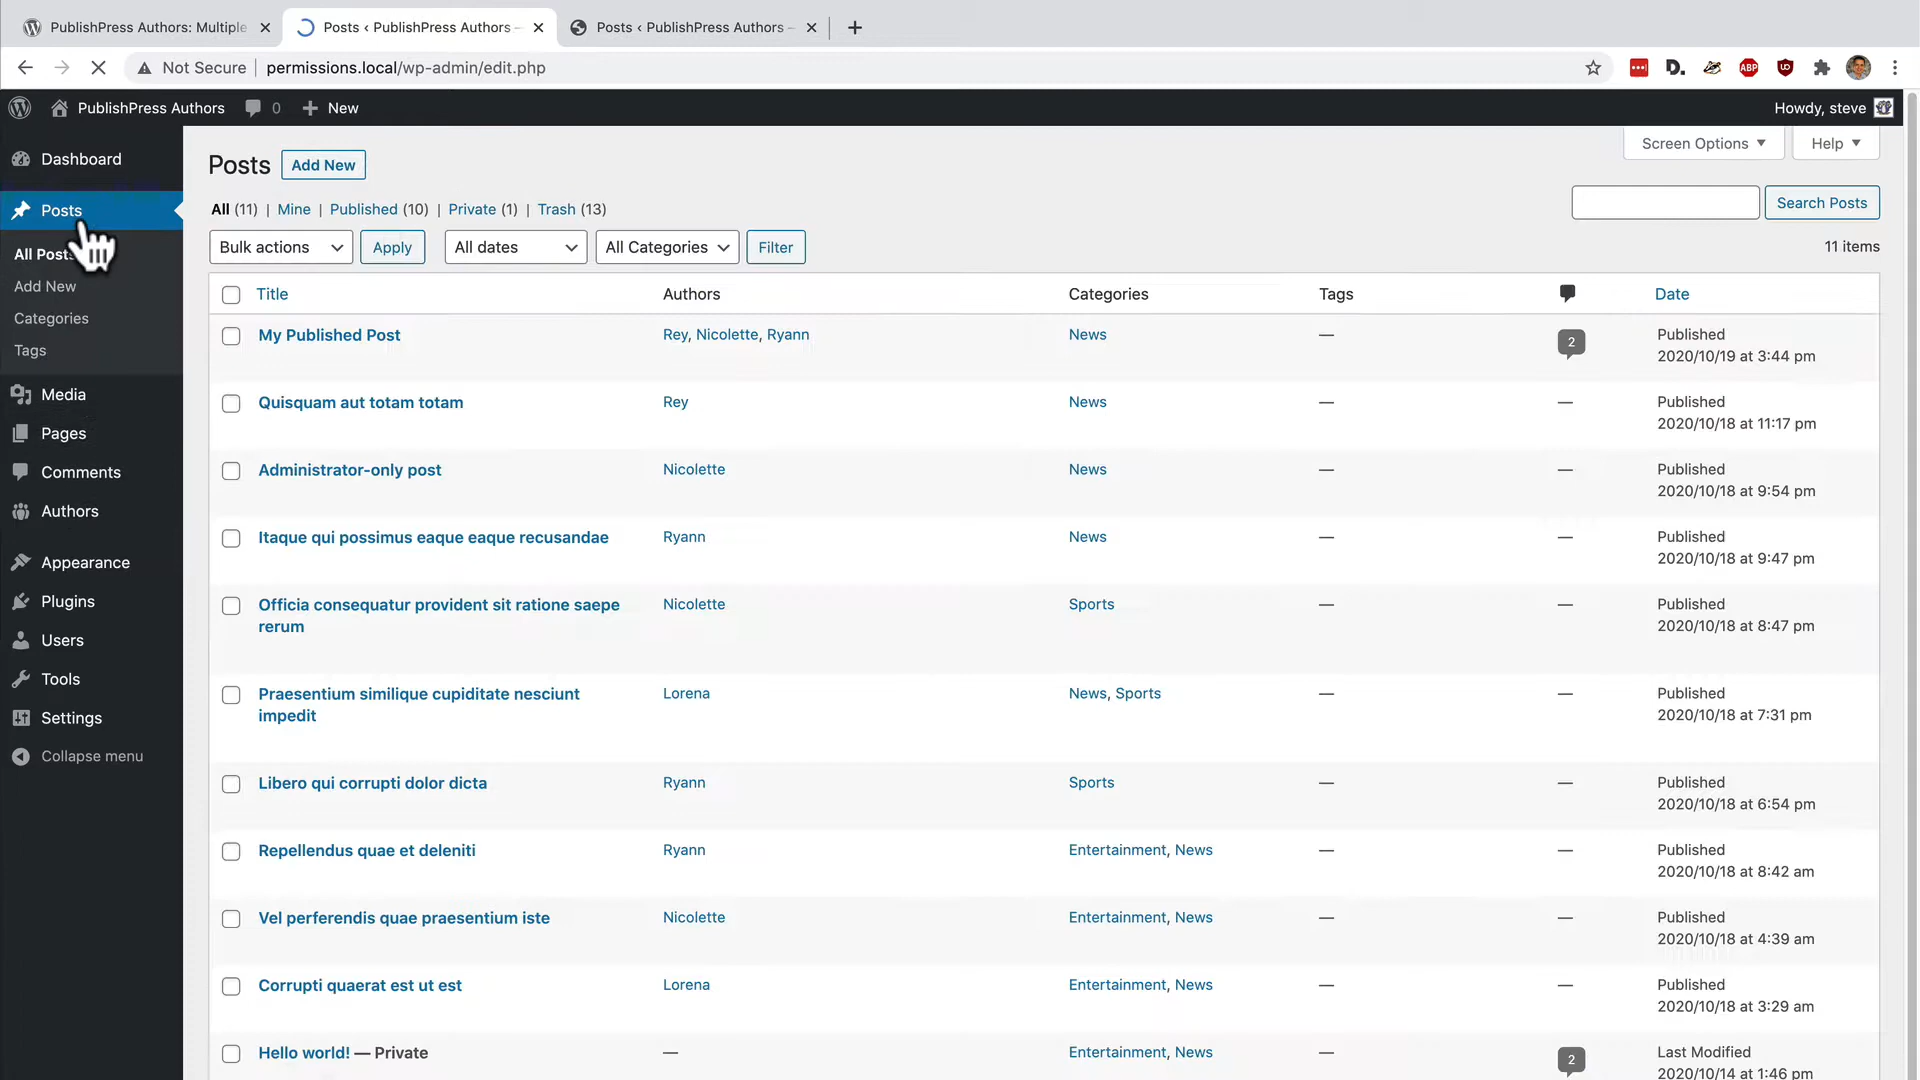 PublishPress Authors: Multiple
Posts ‹ PublishPress Authors –
Posts ‹ PublishPress Authors –
Not Secure
permissions.local/wp-admin/edit.php
ABP
PublishPress Authors
0
New
Howdy, steve
Dashboard
Posts
All Posts
Add New
Categories
Tags
Media
Pages
Comments
Authors
Appearance
Plugins
Users
Tools
Settings
Collapse menu
Screen Options
Help
Posts
Add New
All (11) | Mine | Published (10) | Private (1) | Trash (13)
Search Posts
Bulk actions
Apply
All dates
All Categories
Filter
11 items
Title Authors Categories Tags Date
My Published Post Rey, Nicolette, Ryann News — 2 Published
2020/10/19 at 3:44 pm
Quisquam aut totam totam Rey News — — Published
2020/10/18 at 11:17 pm
Administrator-only post Nicolette News — — Published
2020/10/18 at 9:54 pm
Itaque qui possimus eaque eaque recusandae Ryann News — — Published
2020/10/18 at 9:47 pm
Officia consequatur provident sit ratione saepe Nicolette Sports — — Published
rerum 2020/10/18 at 8:47 pm
Praesentium similique cupiditate nesciunt Lorena News, Sports — — Published
impedit 2020/10/18 at 7:31 pm
Libero qui corrupti dolor dicta Ryann Sports — — Published
2020/10/18 at 6:54 pm
Repellendus quae et deleniti Ryann Entertainment, News — — Published
2020/10/18 at 8:42 am
Vel perferendis quae praesentium iste Nicolette Entertainment, News — — Published
2020/10/18 at 4:39 am
Corrupti quaerat est ut est Lorena Entertainment, News — — Published
2020/10/18 at 3:29 am
Hello world! — Private — Entertainment, News — 2 Last Modified
2020/10/14 at 1:46 pm